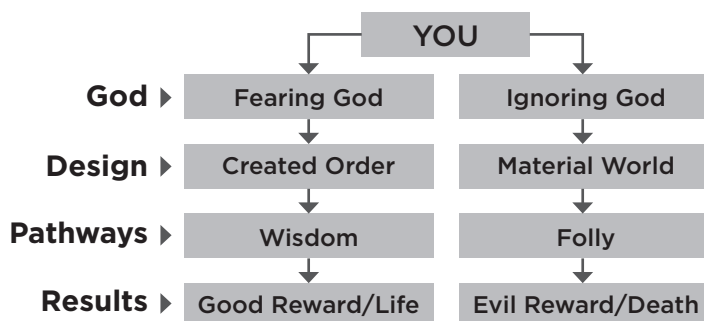 YOU
God Fearing God Ignoring God
Design Created Order Material World
Pathways Wisdom Folly
Results Good Reward/Life Evil Reward/Death